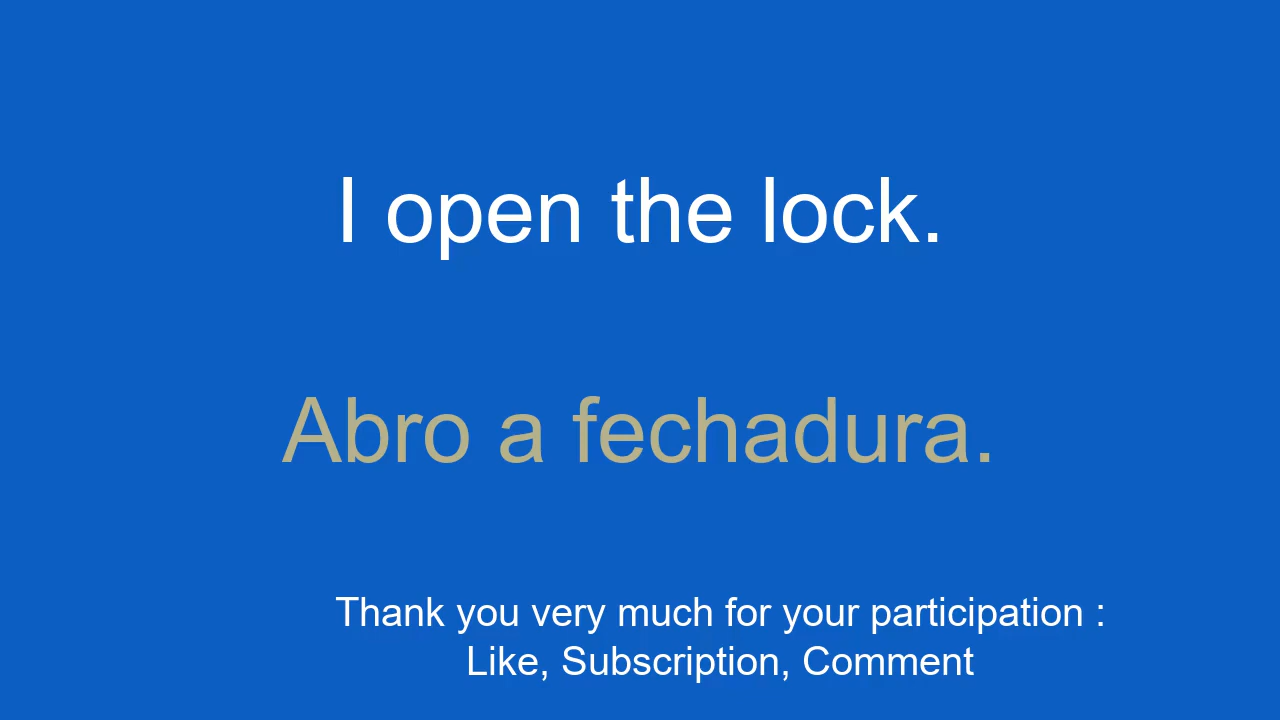 I open the lock.
Abro a fechadura.
Thank you very much for your participation :
Like, Subscription, Comment